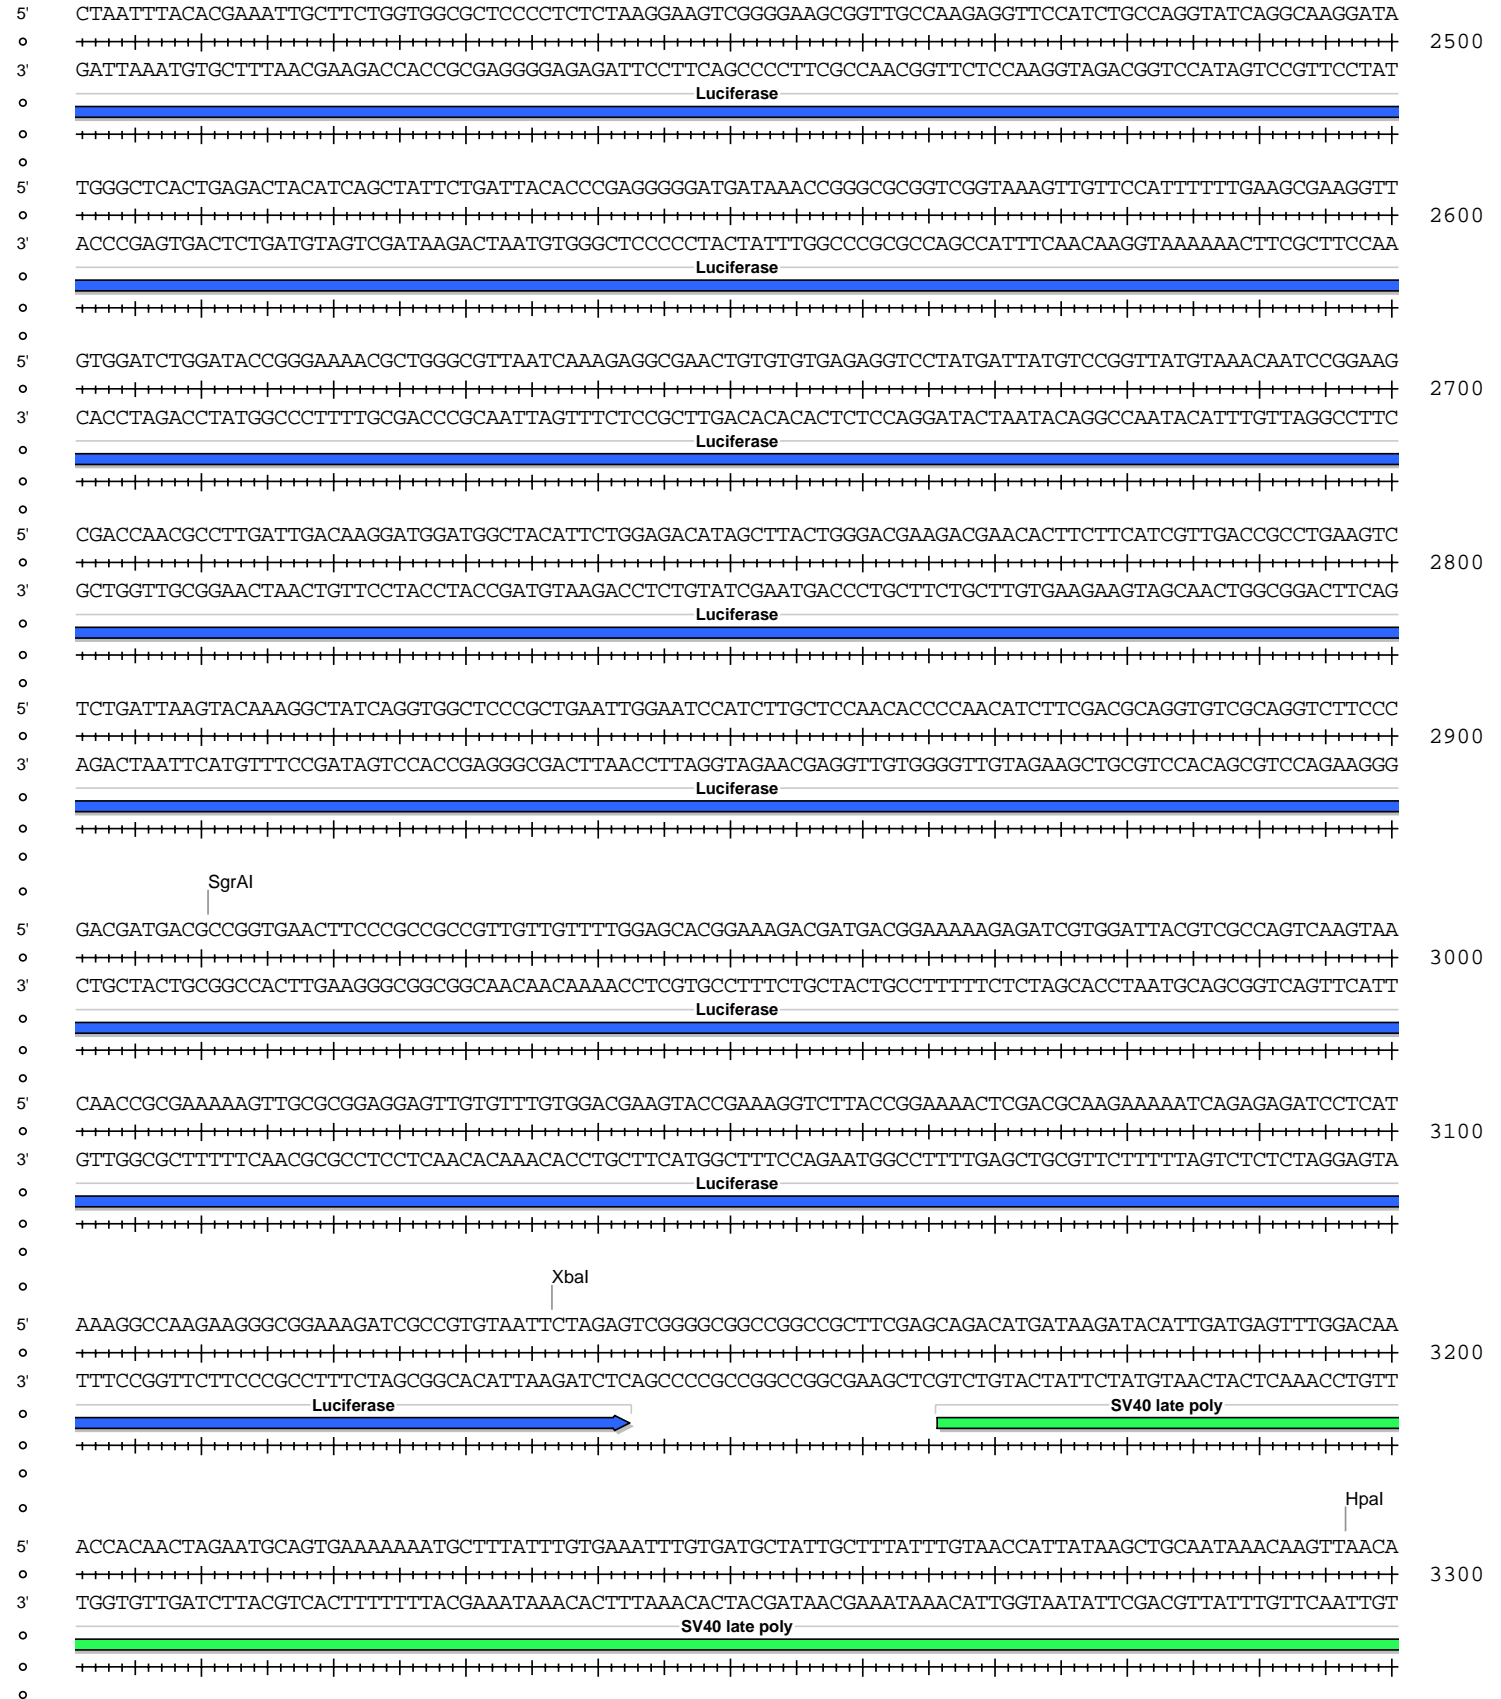 5' CTAATTTACACGAAATTGCTTCTGGTGGCGCTCCCCTCTCTAAGGAAGTCGGGGAAGCGGTTGCCAAGAGGTTCCATCTGCCAGGTATCAGGCAAGGATA
2500
3' GATTAAATGTGCTTTAACGAAGACCACCGCGAGGGGAGAGATTCCTTCAGCCCCTTCGCCAACGGTTCTCCAAGGTAGACGGTCCATAGTCCGTTCCTAT
Luciferase
5' TGGGCTCACTGAGACTACATCAGCTATTCTGATTACACCCGAGGGGGATGATAAACCGGGCGCGGTCGGTAAAGTTGTTCCATTTTTTGAAGCGAAGGTT
2600
3' ACCCGAGTGACTCTGATGTAGTCGATAAGACTAATGTGGGCTCCCCCTACTATTTGGCCCGCGCCAGCCATTTCAACAAGGTAAAAAACTTCGCTTCCAA
Luciferase
5' GTGGATCTGGATACCGGGAAAACGCTGGGCGTTAATCAAAGAGGCGAACTGTGTGTGAGAGGTCCTATGATTATGTCCGGTTATGTAAACAATCCGGAAG
2700
3' CACCTAGACCTATGGCCCTTTTGCGACCCGCAATTAGTTTCTCCGCTTGACACACACTCTCCAGGATACTAATACAGGCCAATACATTTGTTAGGCCTTC
Luciferase
5' CGACCAACGCCTTGATTGACAAGGATGGATGGCTACATTCTGGAGACATAGCTTACTGGGACGAAGACGAACACTTCTTCATCGTTGACCGCCTGAAGTC
2800
3' GCTGGTTGCGGAACTAACTGTTCCTACCTACCGATGTAAGACCTCTGTATCGAATGACCCTGCTTCTGCTTGTGAAGAAGTAGCAACTGGCGGACTTCAG
Luciferase
5' TCTGATTAAGTACAAAGGCTATCAGGTGGCTCCCGCTGAATTGGAATCCATCTTGCTCCAACACCCCAACATCTTCGACGCAGGTGTCGCAGGTCTTCCC
2900
3' AGACTAATTCATGTTTCCGATAGTCCACCGAGGGCGACTTAACCTTAGGTAGAACGAGGTTGTGGGGTTGTAGAAGCTGCGTCCACAGCGTCCAGAAGGG
Luciferase
SgrAI
5' GACGATGACGCCGGTGAACTTCCCGCCGCCGTTGTTGTTTTGGAGCACGGAAAGACGATGACGGAAAAAGAGATCGTGGATTACGTCGCCAGTCAAGTAA
3000
3' CTGCTACTGCGGCCACTTGAAGGGCGGCGGCAACAACAAAACCTCGTGCCTTTCTGCTACTGCCTTTTTCTCTAGCACCTAATGCAGCGGTCAGTTCATT
Luciferase
5' CAACCGCGAAAAAGTTGCGCGGAGGAGTTGTGTTTGTGGACGAAGTACCGAAAGGTCTTACCGGAAAACTCGACGCAAGAAAAATCAGAGAGATCCTCAT
3100
3' GTTGGCGCTTTTTCAACGCGCCTCCTCAACACAAACACCTGCTTCATGGCTTTCCAGAATGGCCTTTTGAGCTGCGTTCTTTTTAGTCTCTCTAGGAGTA
Luciferase
XbaI
5' AAAGGCCAAGAAGGGCGGAAAGATCGCCGTGTAATTCTAGAGTCGGGGCGGCCGGCCGCTTCGAGCAGACATGATAAGATACATTGATGAGTTTGGACAA
3200
3' TTTCCGGTTCTTCCCGCCTTTCTAGCGGCACATTAAGATCTCAGCCCCGCCGGCCGGCGAAGCTCGTCTGTACTATTCTATGTAACTACTCAAACCTGTT
Luciferase SV40 late poly
HpaI
5' ACCACAACTAGAATGCAGTGAAAAAAATGCTTTATTTGTGAAATTTGTGATGCTATTGCTTTATTTGTAACCATTATAAGCTGCAATAAACAAGTTAACA
3300
3' TGGTGTTGATCTTACGTCACTTTTTTTACGAAATAAACACTTTAAACACTACGATAACGAAATAAACATTGGTAATATTCGACGTTATTTGTTCAATTGT
SV40 late poly